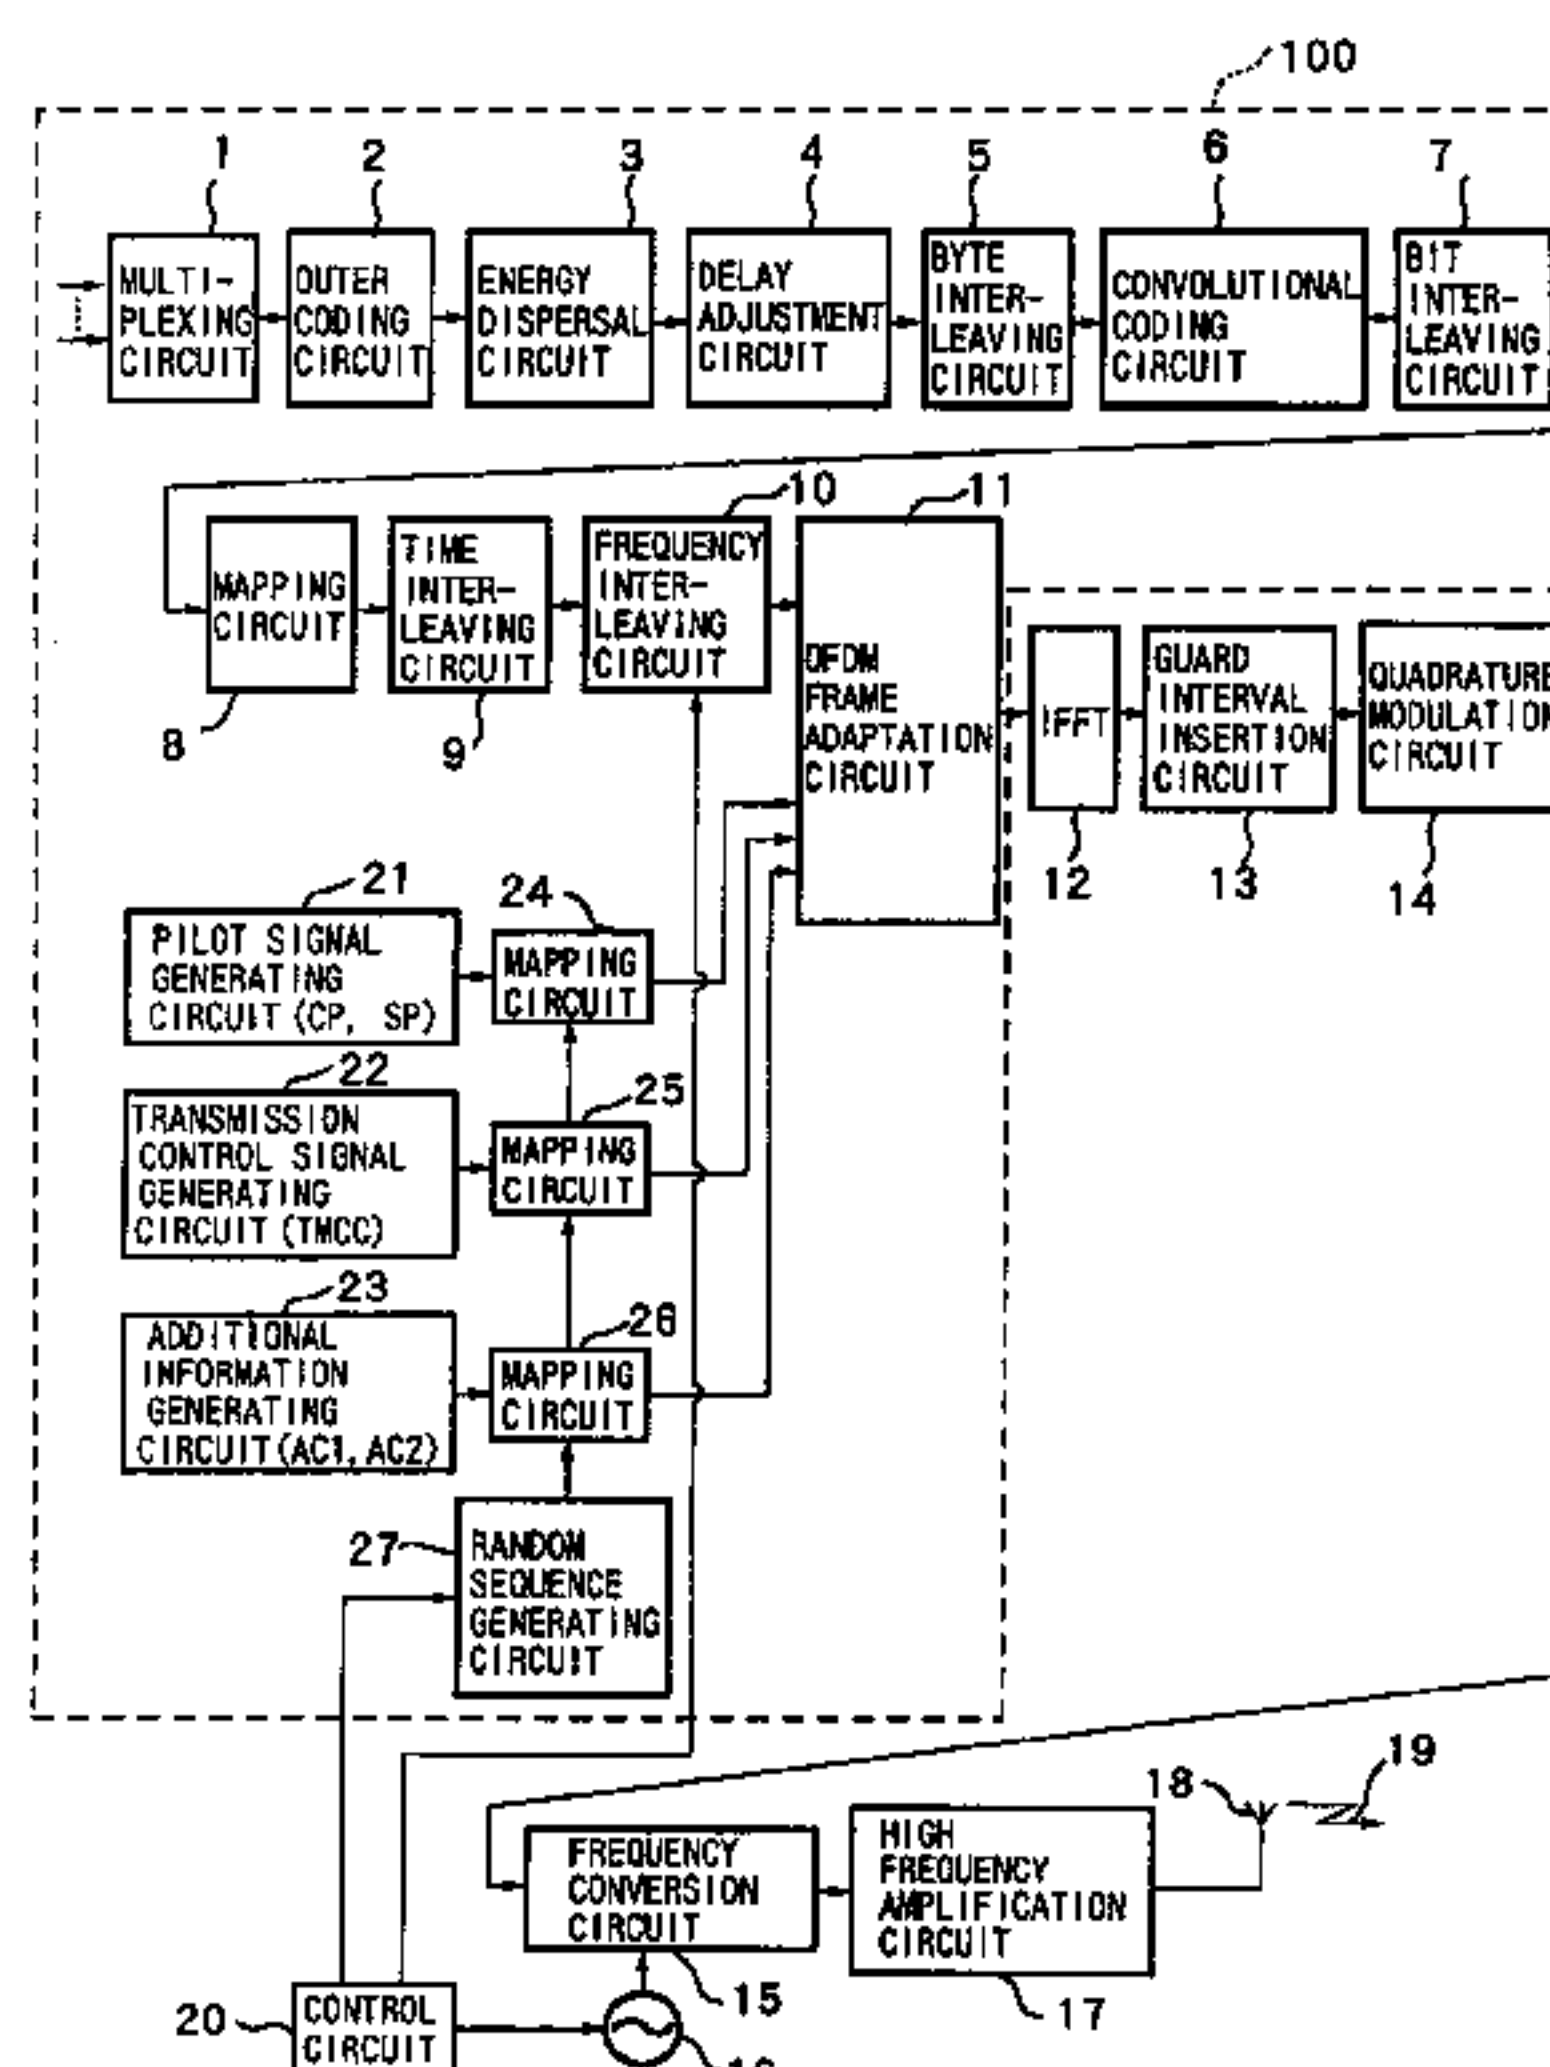 100
1
2
3
4
5
6
7
MULTI-
PLEXING
CIRCUIT
OUTER
CODING
CIRCUIT
ENERGY
DISPERSAL
CIRCUIT
DELAY
ADJUSTMENT
CIRCUIT
BYTE
INTER-
LEAVING
CIRCUIT
CONVOLUTIONAL
CODING
CIRCUIT
BIT
INTER-
LEAVING
CIRCUIT
10
11
MAPPING
CIRCUIT
TIME
INTER-
LEAVING
CIRCUIT
FREQUENCY
INTER-
LEAVING
CIRCUIT
OFDM
FRAME
ADAPTATION
CIRCUIT
IFFT
GUARD
INTERVAL
INSERTION
CIRCUIT
QUADRATURE
MODULATION
CIRCUIT
8
9
12
13
14
21
24
PILOT SIGNAL
GENERATING
CIRCUIT (CP, SP)
MAPPING
CIRCUIT
22
25
TRANSMISSION
CONTROL SIGNAL
GENERATING
CIRCUIT (TMCC)
MAPPING
CIRCUIT
23
26
ADDITIONAL
INFORMATION
GENERATING
CIRCUIT (AC1, AC2)
MAPPING
CIRCUIT
27
RANDOM
SEQUENCE
GENERATING
CIRCUIT
18
19
FREQUENCY
CONVERSION
CIRCUIT
HIGH
FREQUENCY
AMPLIFICATION
CIRCUIT
15
17
20
CONTROL
CIRCUIT